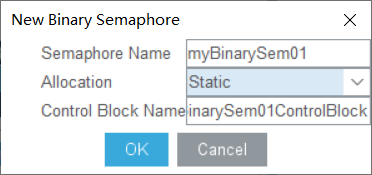 New Binary Semaphore
Semaphore Name myBinarySem01
Allocation Static
Control Block Name inarySem01ControlBlock
OK Cancel